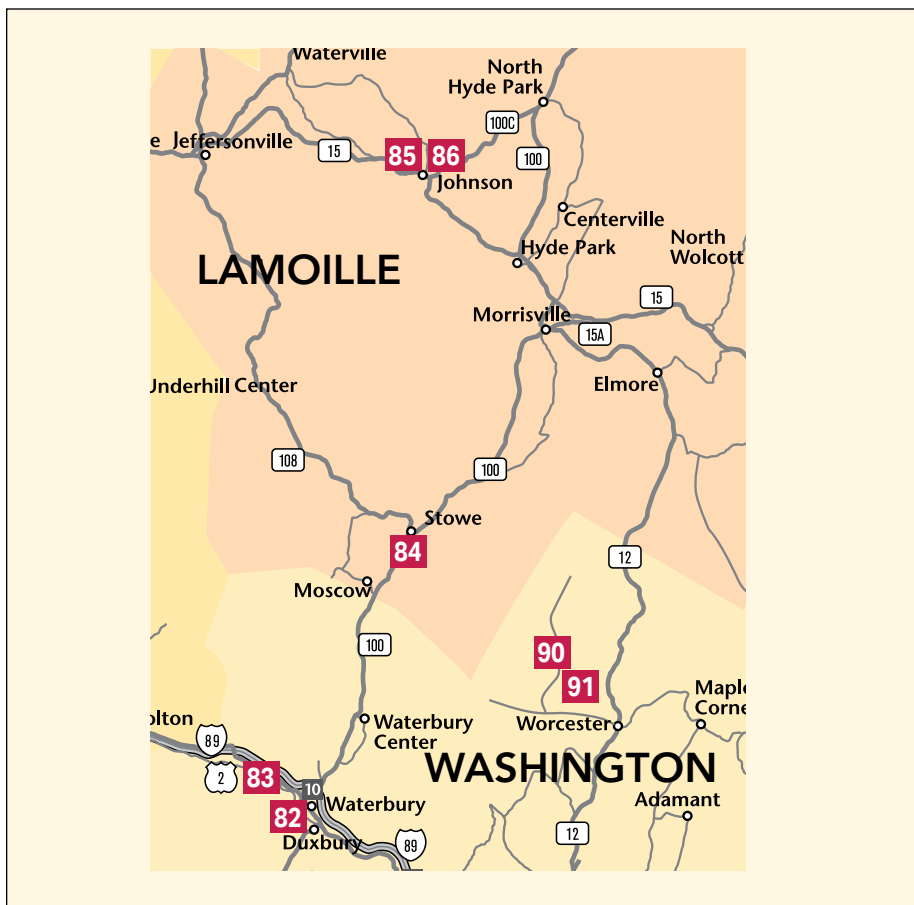 Waterville
North
Hyde Park
100C
e Jeffersonville
15
85
86
100
Johnson
Centerville
North
Wolcott
Hyde Park
LAMOILLE
15
Morrisville
15A
Elmore
Underhill Center
108
100
Stowe
84
12
Moscow
100
90
91
Maple
Corne
olton
Waterbury
Center
Worcester
89
WASHINGTON
2
83
10
Waterbury
Adamant
82
Duxbury
12
89